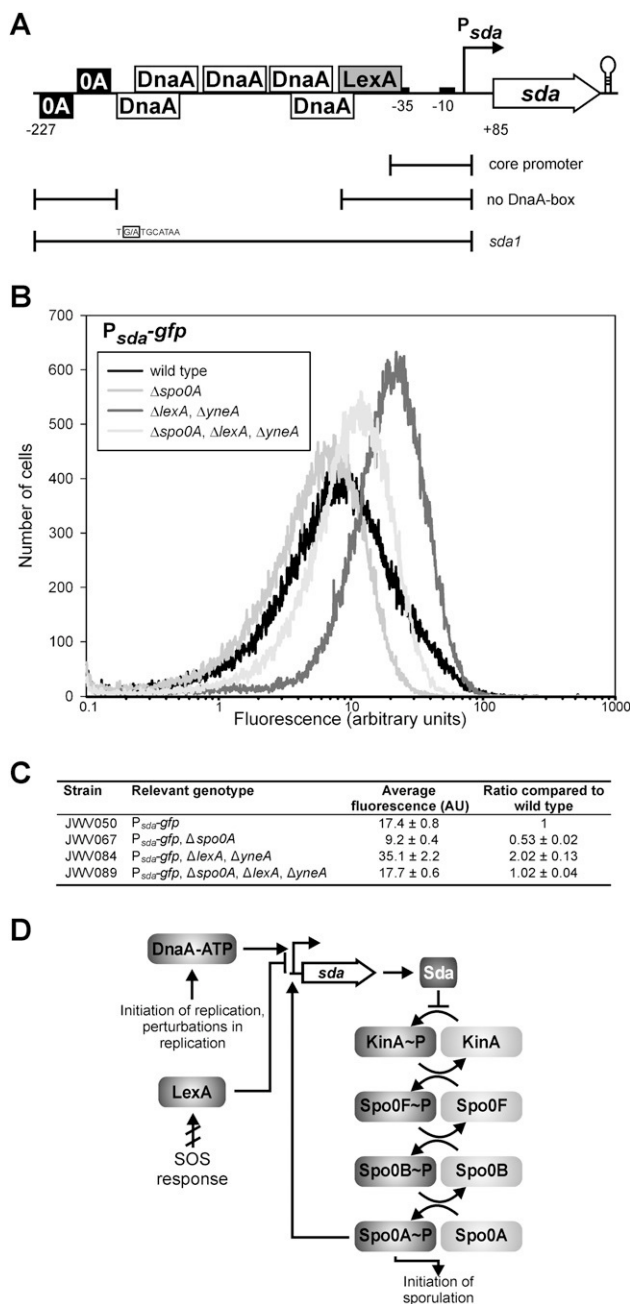 A
P sda
0A DnaA DnaA DnaA LexA
0A DnaA DnaA -35 -10 sda
-227 +85
core promoter
no DnaA-box
T G/A TGCATAA
sda1
B
700
600
500
400
300
200
100
0
Number of cells
Psda-gfp
wild type
Δspo0A
ΔlexA, ΔyneA
Δspo0A, ΔlexA, ΔyneA
0.1 1 10 100 1000
Fluorescence (arbitrary units)
C
Strain Relevant genotype Average fluorescence (AU) Ratio compared to wild type
JWV050 Psda-gfp 17.4 ± 0.8 1
JWV067 Psda-gfp, Δspo0A 9.2 ± 0.4 0.53 ± 0.02
JWV084 Psda-gfp, ΔlexA, ΔyneA 35.1 ± 2.2 2.02 ± 0.13
JWV089 Psda-gfp, Δspo0A, ΔlexA, ΔyneA 17.7 ± 0.6 1.02 ± 0.04
D
DnaA-ATP
sda
Sda
Initiation of replication,
perturbations in
replication
KinA~P KinA
LexA
Spo0F~P Spo0F
SOS
response
Spo0B~P Spo0B
Spo0A~P Spo0A
Initiation of
sporulation